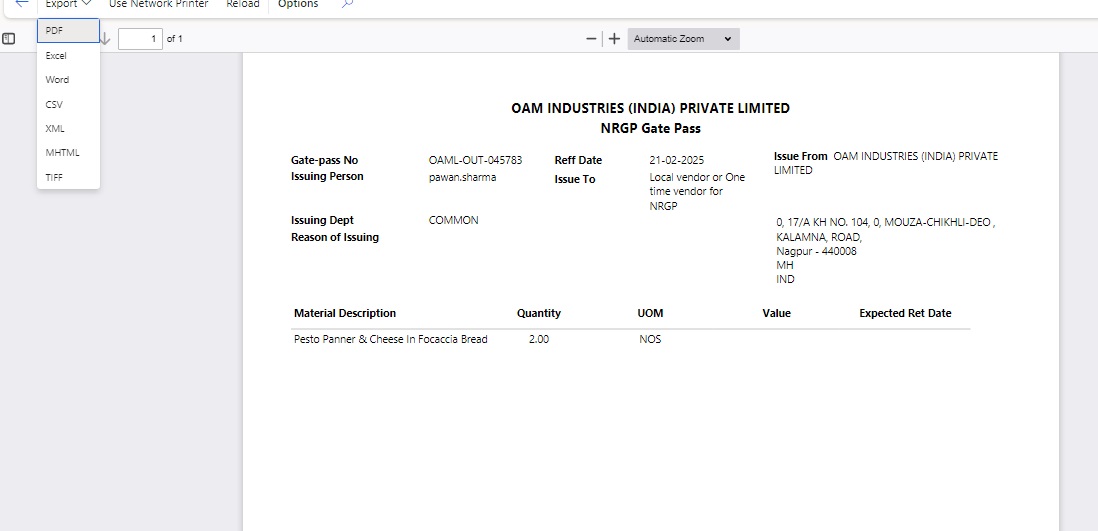 Export Use Network Printer Reload Options
PDF
Excel
Word
CSV
XML
MHTML
TIFF
1 of 1
Automatic Zoom
OAM INDUSTRIES (INDIA) PRIVATE LIMITED
NRGP Gate Pass
Gate-pass No OAML-OUT-045783 Reff Date 21-02-2025 Issue From OAM INDUSTRIES (INDIA) PRIVATE
LIMITED
Issuing Person pawan.sharma Issue To Local vendor or One
time vendor for
NRGP
Issuing Dept COMMON
Reason of Issuing
0, 17/A KH NO. 104, 0, MOUZA-CHIKHLI-DEO ,
KALAMNA, ROAD,
Nagpur - 440008
MH
IND
Material Description Quantity UOM Value Expected Ret Date
Pesto Panner & Cheese In Focaccia Bread 2.00 NOS